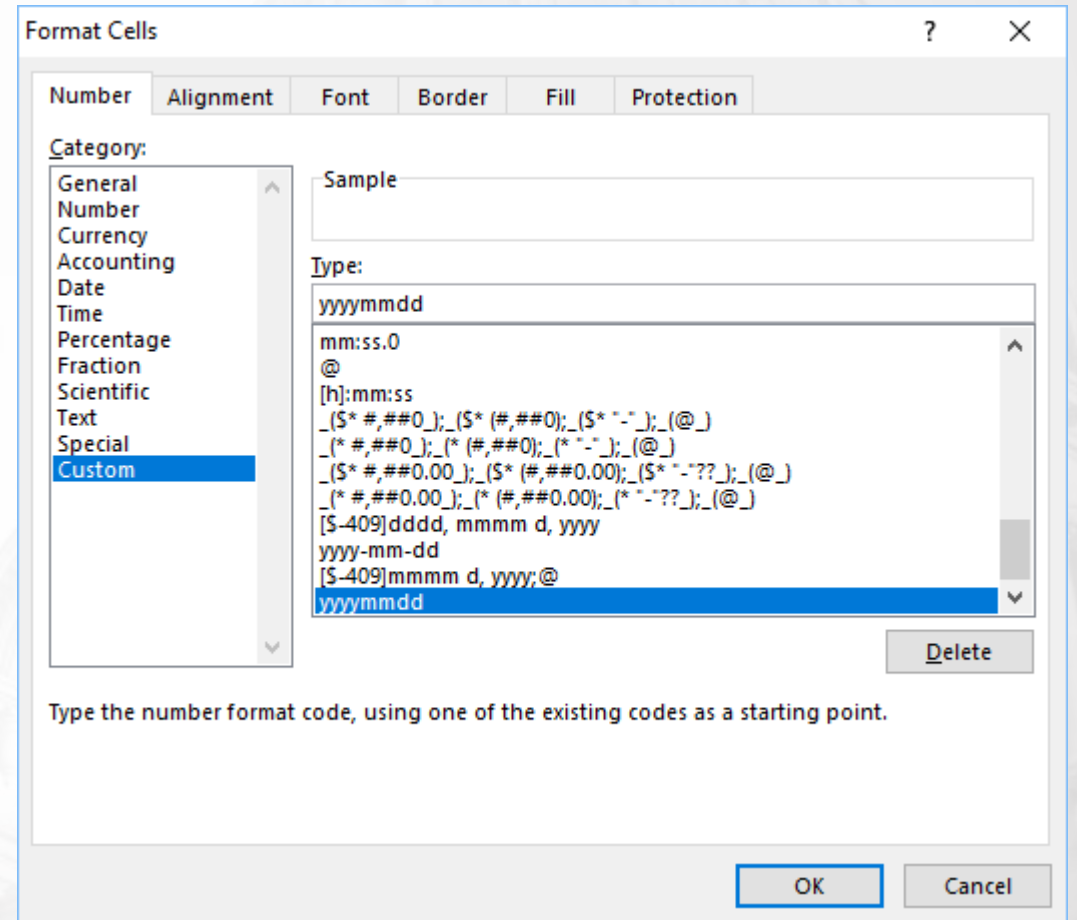 Format Cells
?
Number Alignment Font Border Fill Protection
Category:
General
Number
Currency
Accounting
Date
Time
Percentage
Fraction
Scientific
Text
Special
Custom
Sample
Type:
yyyymmdd
mm:ss.0
@
[h]:mm:ss
_($* #,##0_);_($* (#,##0);_($* "-"_);_(@_)
_(* #,##0_);_(* (#,##0);_(* "-"_);_(@_)
_($* #,##0.00_);_($* (#,##0.00);_($* "-"??_);_(@_)
_(* #,##0.00_);_(* (#,##0.00);_(* "-"??_);_(@_)
[$-409]dddd, mmmm d, yyyy
yyyy-mm-dd
[$-409]mmmm d, yyyy;@
yyyymmdd
Delete
Type the number format code, using one of the existing codes as a starting point.
OK Cancel